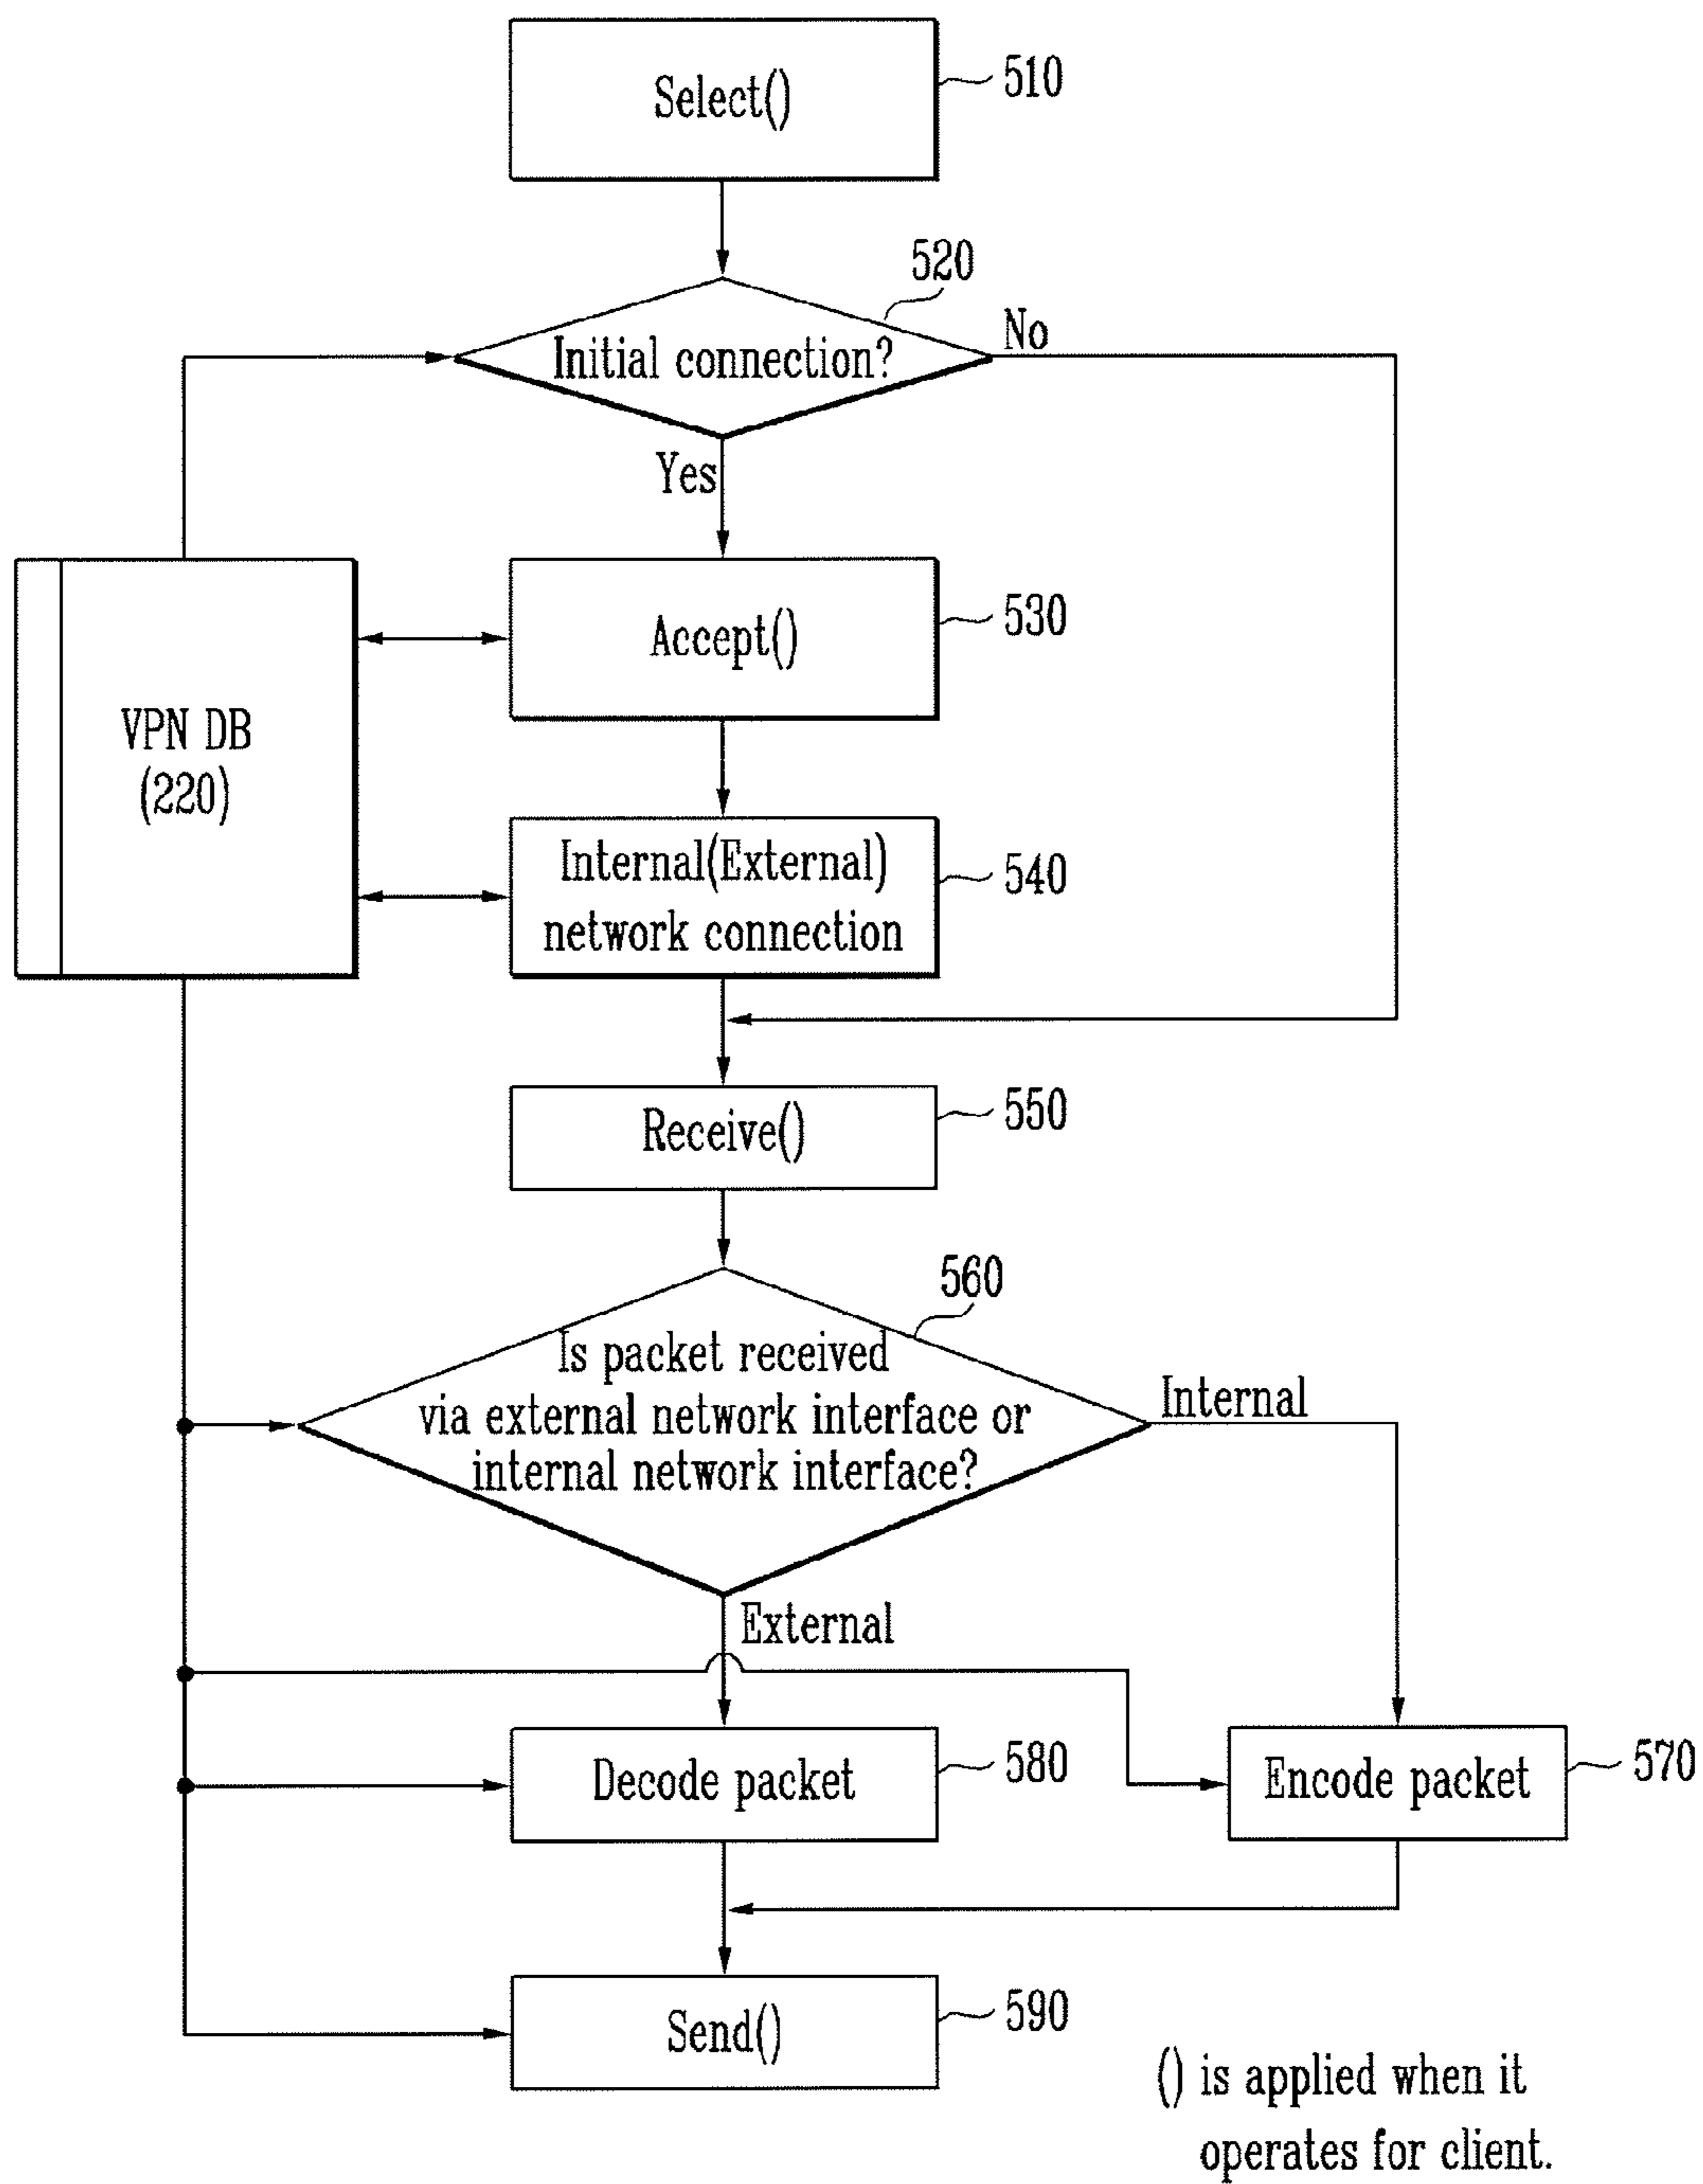 Select()
510
520
Initial connection?
No
Yes
VPN DB
(220)
Accept()
530
Internal(External)
network connection
540
Receive()
550
560
Is packet received
via external network interface or
internal network interface?
Internal
External
Decode packet
580
Encode packet
570
Send()
590
() is applied when it
operates for client.